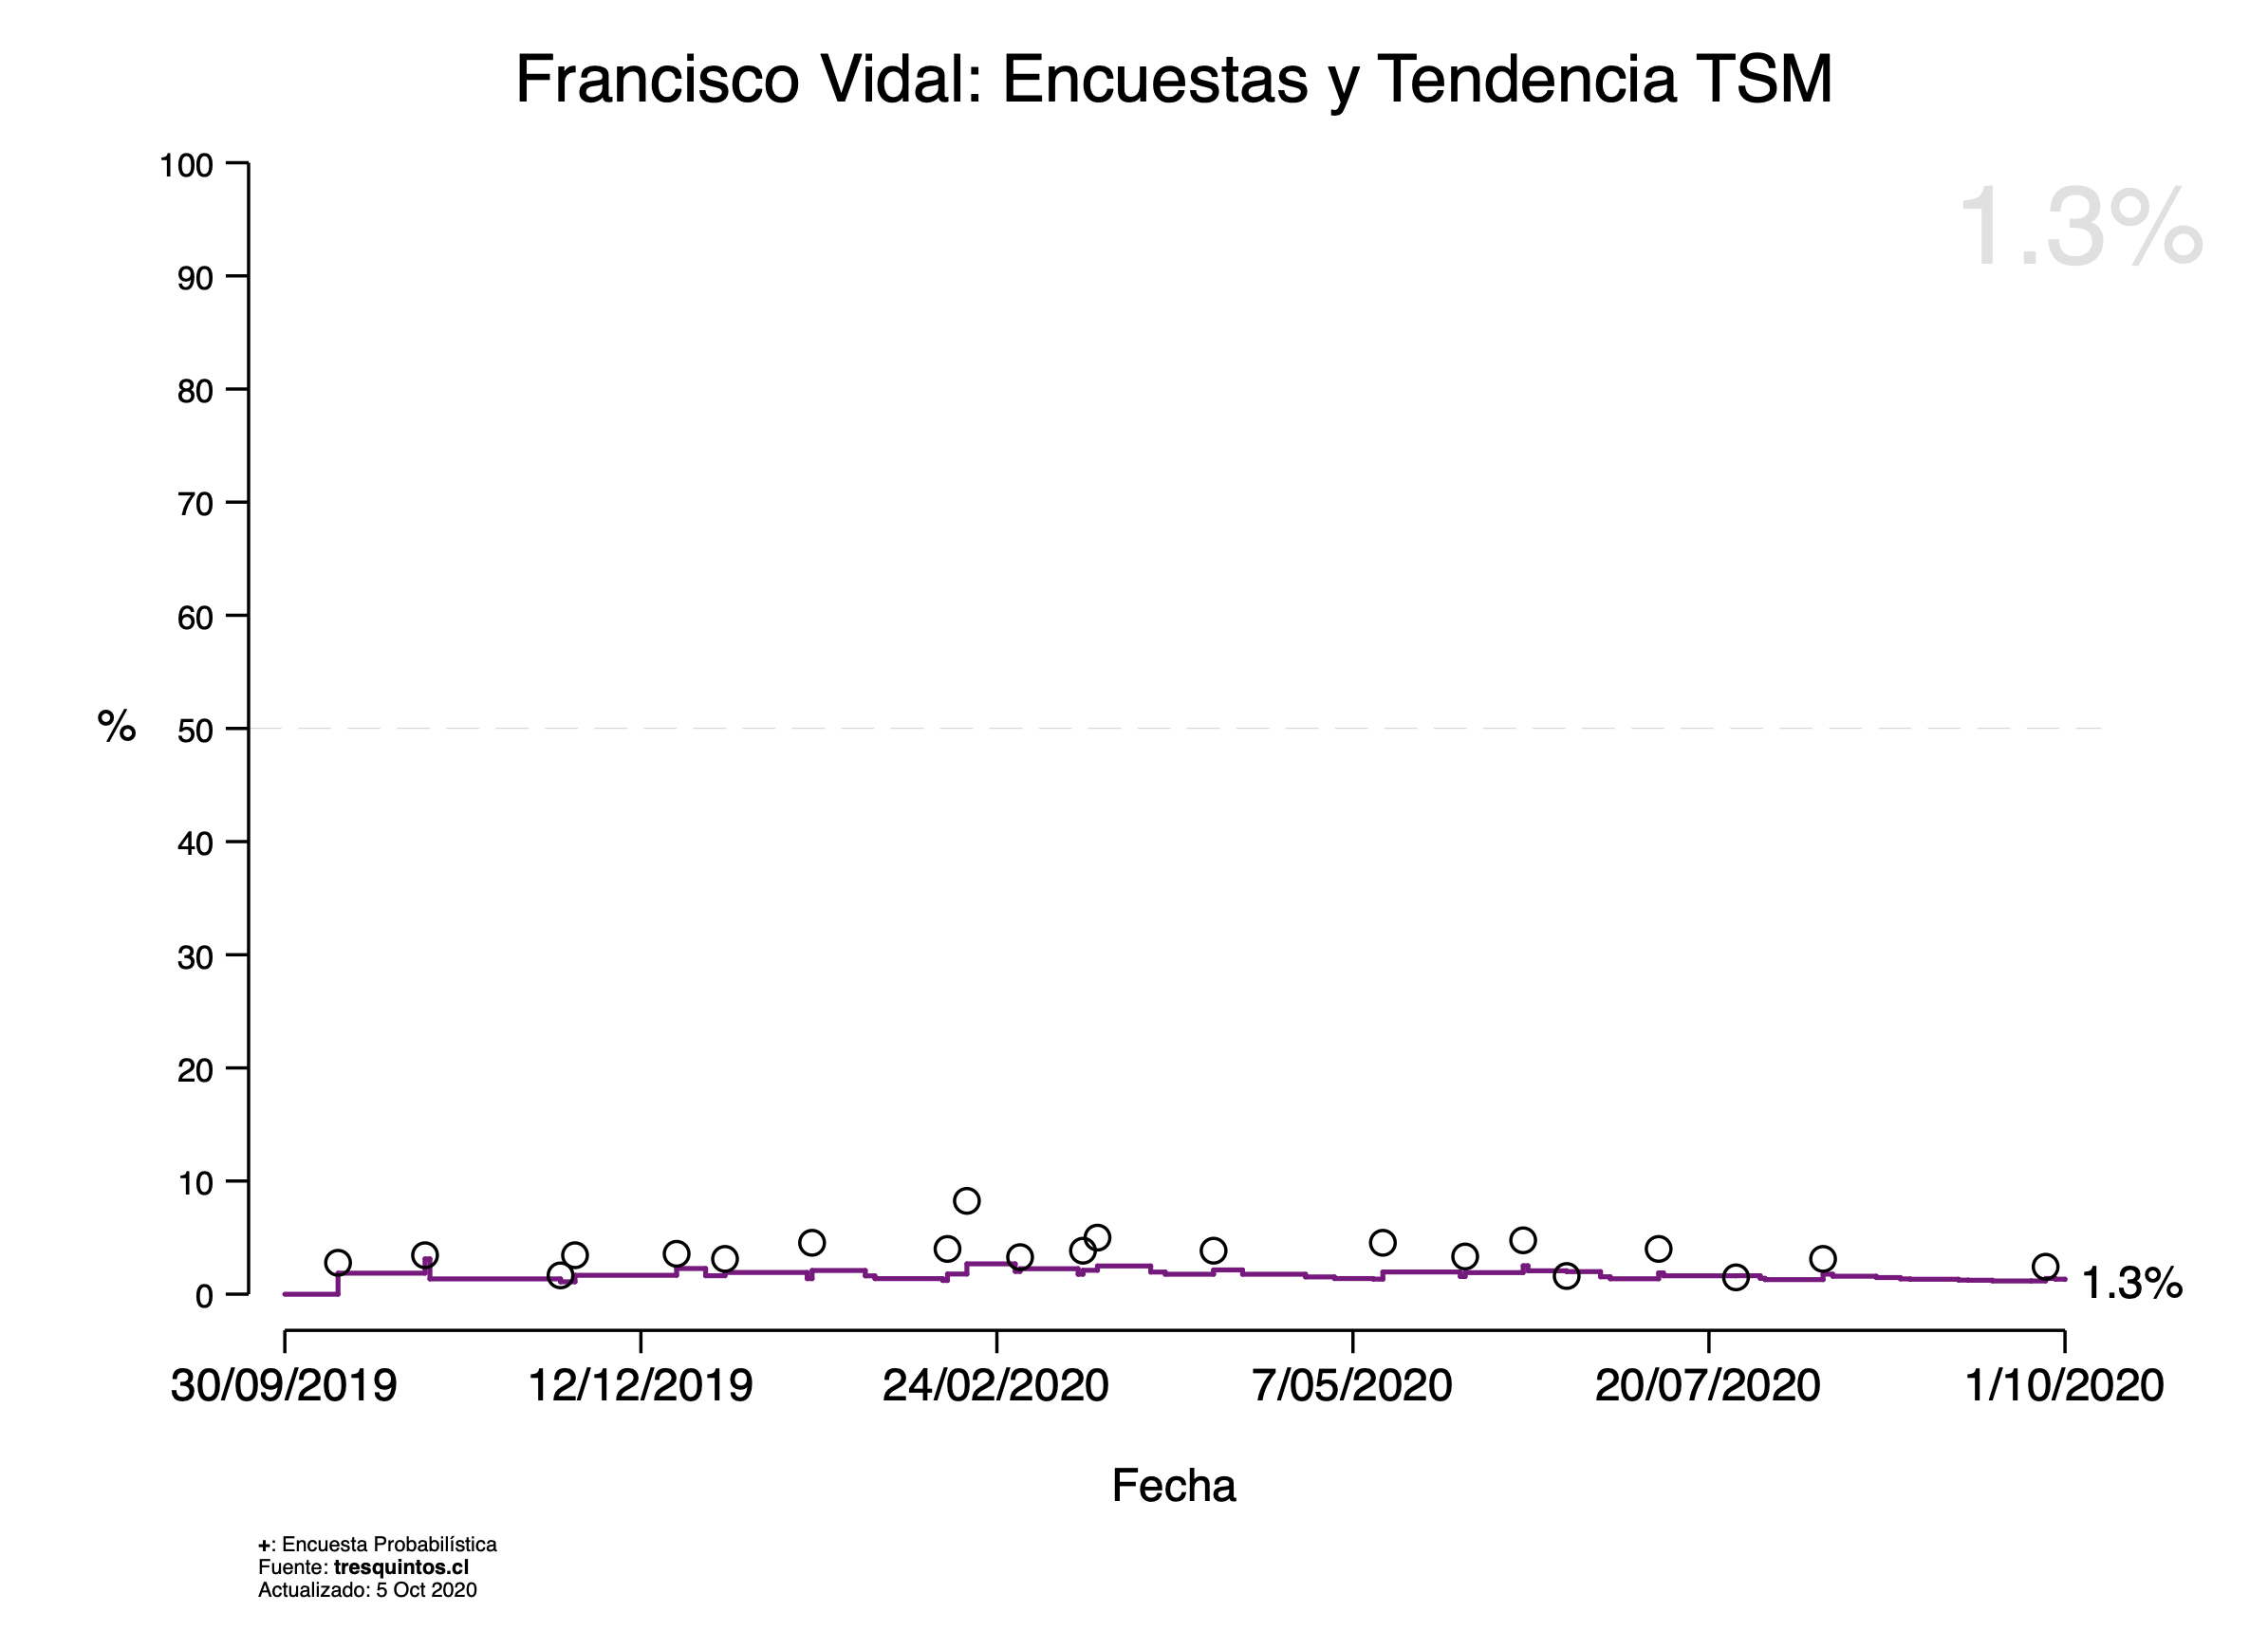 Francisco Vidal: Encuestas y Tendencia TSM
1.3%
100
90
80
70
60
% 50
40
30
20
10
0
1.3%
30/09/2019 12/12/2019 24/02/2020 7/05/2020 20/07/2020 1/10/2020
Fecha
+: Encuesta Probabilística
Fuente: tresquintos.cl
Actualizado: 5 Oct 2020